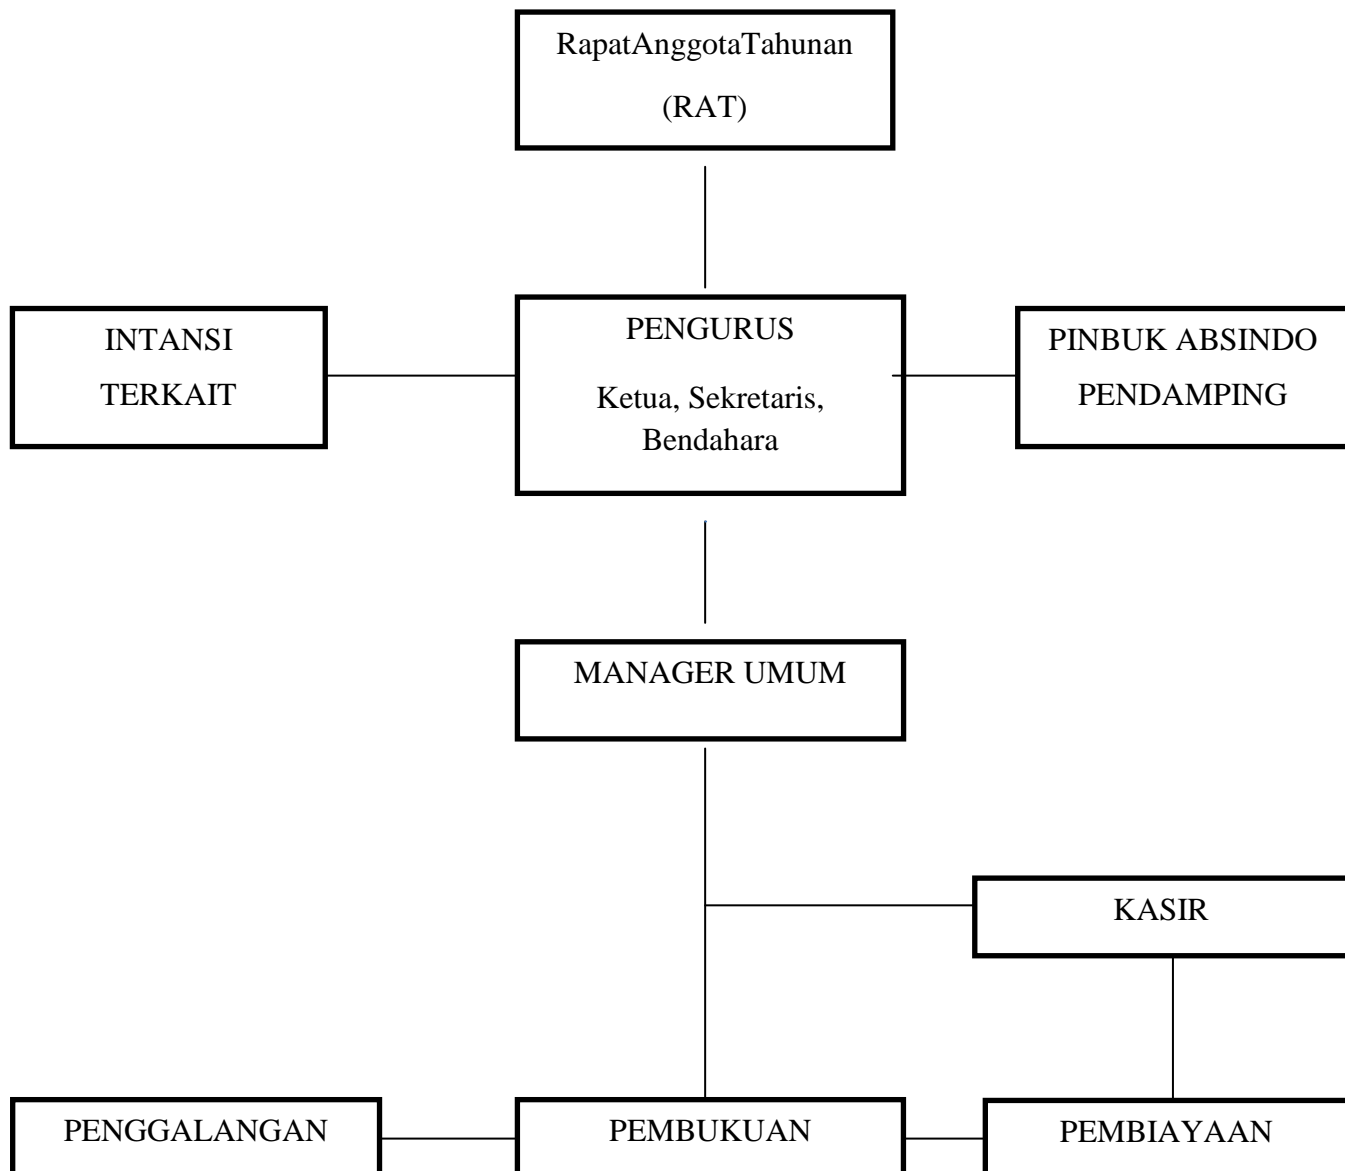 RapatAnggotaTahunan
(RAT)
INTANSI
TERKAIT
PENGURUS
Ketua, Sekretaris,
Bendahara
PINBUK ABSINDO
PENDAMPING
MANAGER UMUM
KASIR
PENGGALANGAN
PEMBUKUAN
PEMBIAYAAN